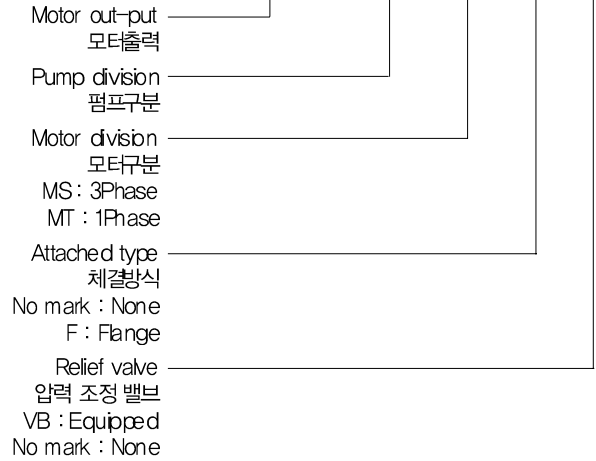 Motor out-put
모터출력
Pump division
펌프구분
Motor division
모터구분
MS : 3Phase
MT : 1Phase
Attached type
체결방식
No mark : None
F : Flange
Relief valve
압력 조정 밸브
VB : Equipped
No mark : None